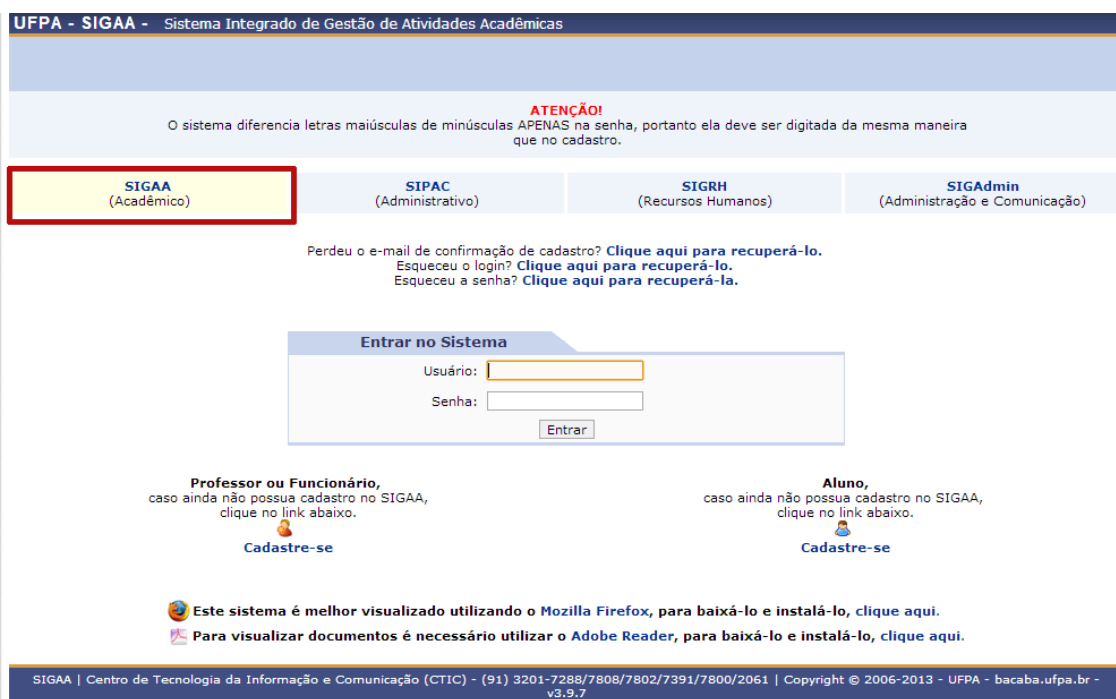 UFPA - SIGAA - Sistema Integrado de Gestão de Atividades Acadêmicas
ATENÇÃO!
O sistema diferencia letras maiúsculas de minúsculas APENAS na senha, portanto ela deve ser digitada da mesma maneira
que no cadastro.
SIGAA SIPAC SIGRH SIGAdmin
(Acadêmico) (Administrativo) (Recursos Humanos) (Administração e Comunicação)
Perdeu o e-mail de confirmação de cadastro? Clique aqui para recuperá-lo.
Esqueceu o login? Clique aqui para recuperá-lo.
Esqueceu a senha? Clique aqui para recuperá-la.
Entrar no Sistema
Usuário:
Senha:
Entrar
Professor ou Funcionário,
caso ainda não possua cadastro no SIGAA,
clique no link abaixo.
Cadastre-se
Aluno,
caso ainda não possua cadastro no SIGAA,
clique no link abaixo.
Cadastre-se
Este sistema é melhor visualizado utilizando o Mozilla Firefox, para baixá-lo e instalá-lo, clique aqui.
Para visualizar documentos é necessário utilizar o Adobe Reader, para baixá-lo e instalá-lo, clique aqui.
SIGAA | Centro de Tecnologia da Informação e Comunicação (CTIC) - (91) 3201-7288/7808/7802/7391/7800/2061 | Copyright © 2006-2013 - UFPA - bacaba.ufpa.br -
v3.9.7